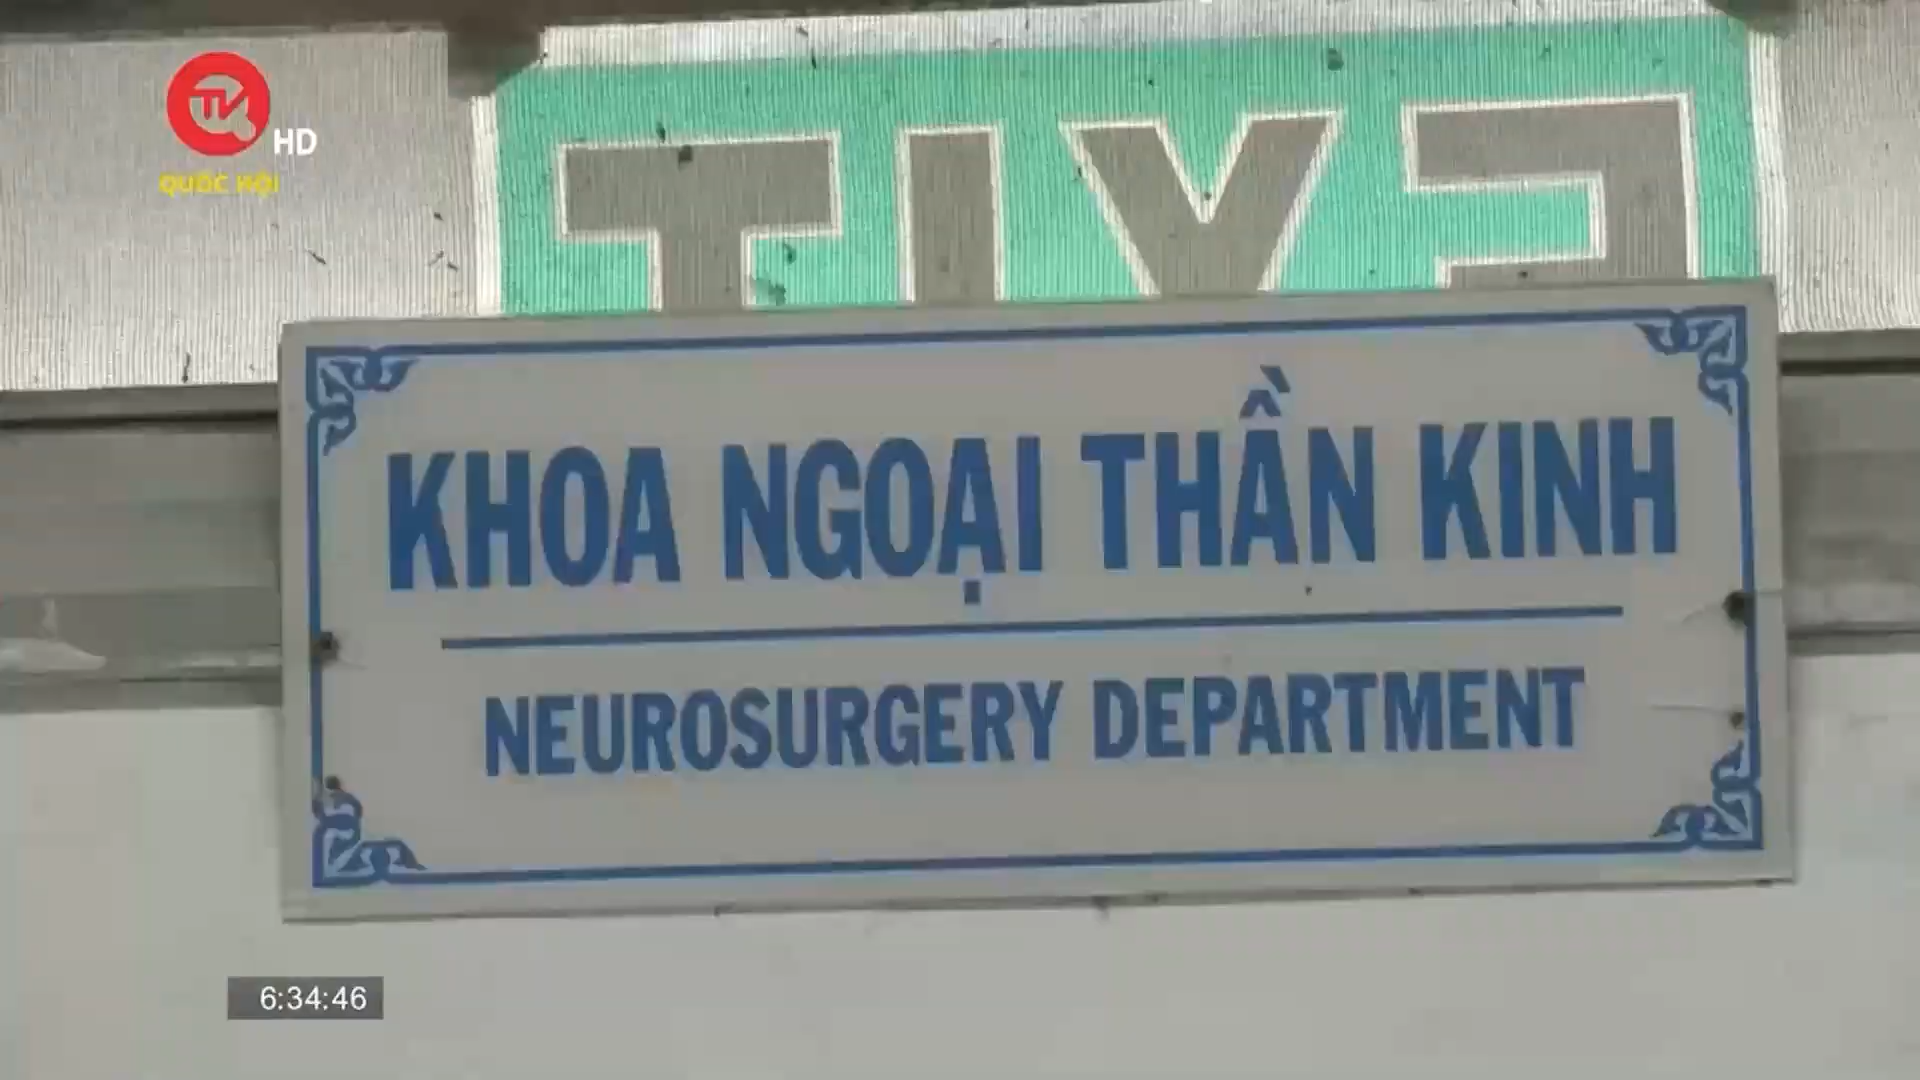 HD
QUỐC HỘI
KHOA NGOẠI THẦN KINH
NEUROSURGERY DEPARTMENT
6:34:46